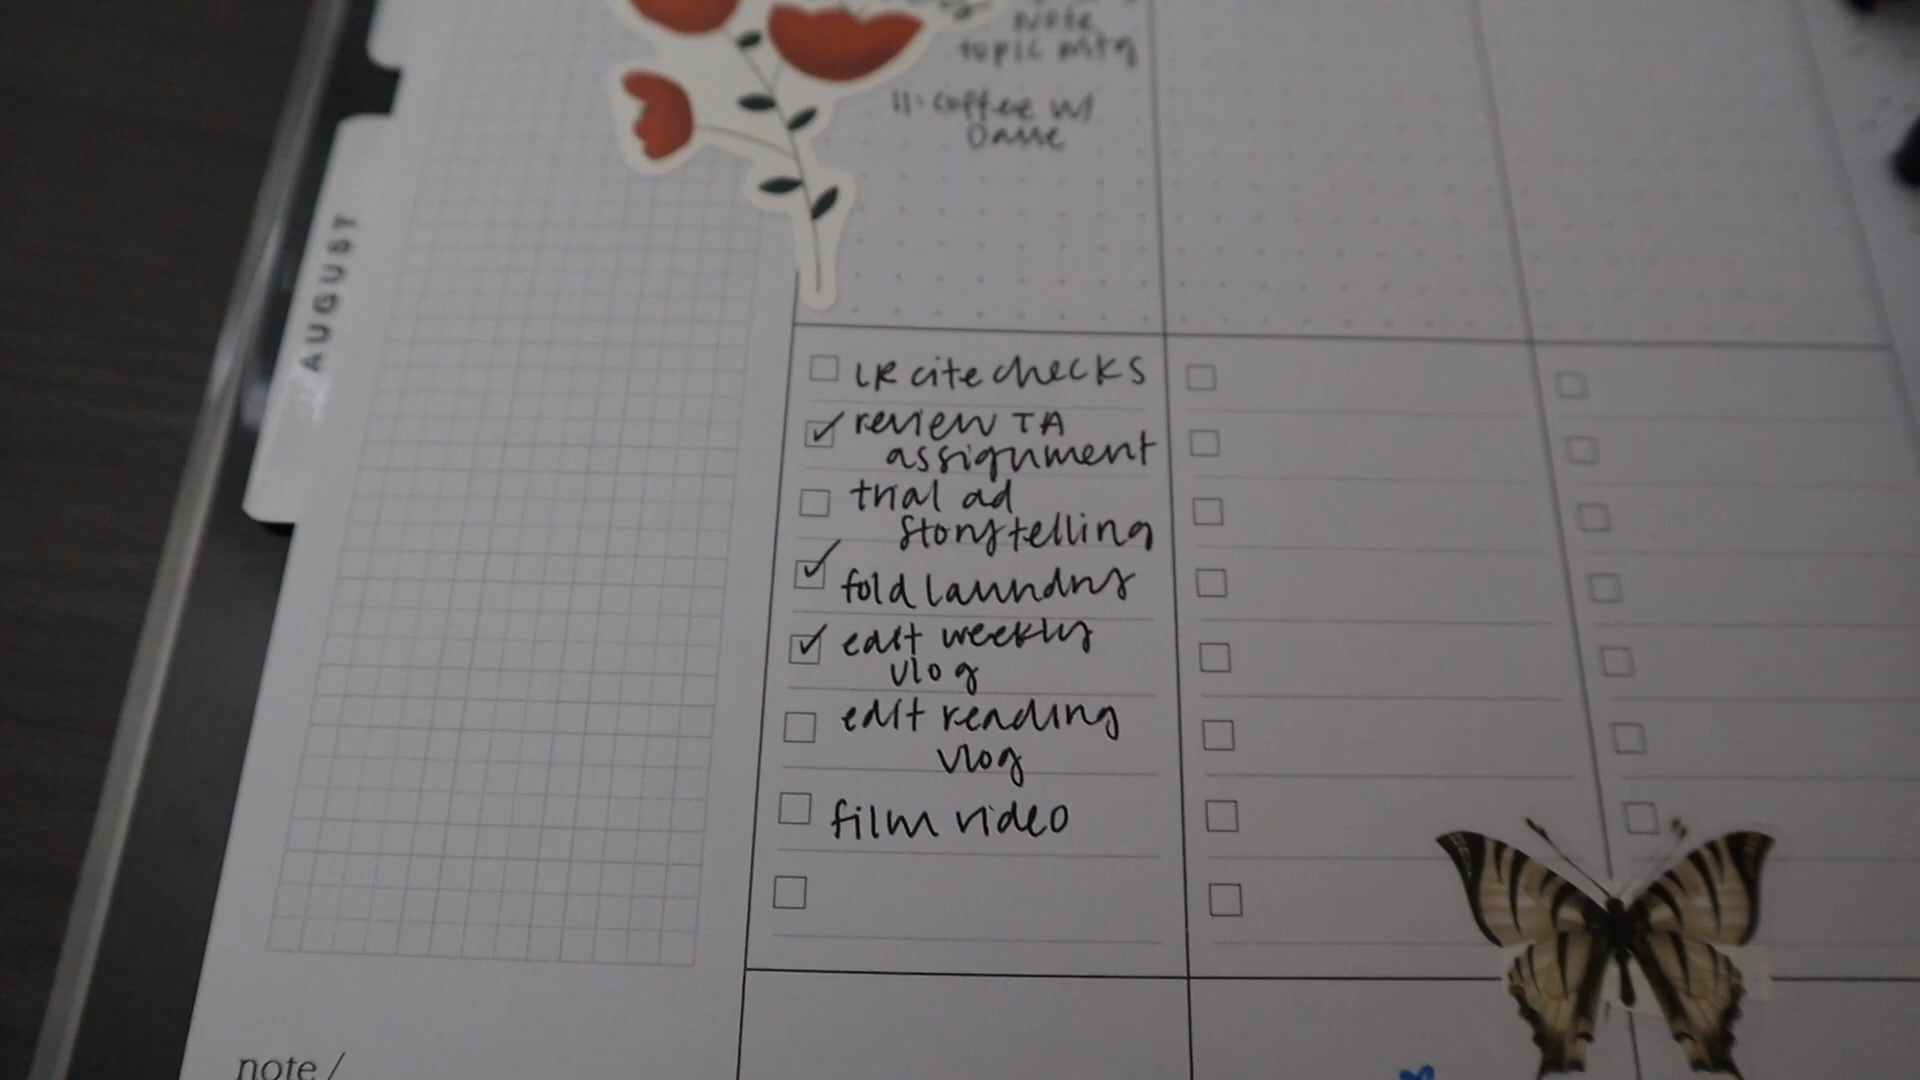 Note
topic mtg
11: coffee w/
AUGUST
LR cite checks
review TA
assignment
trial ad
storytelling
fold laundry
edit weekly
vlog
edit reading
vlog
film video
note /